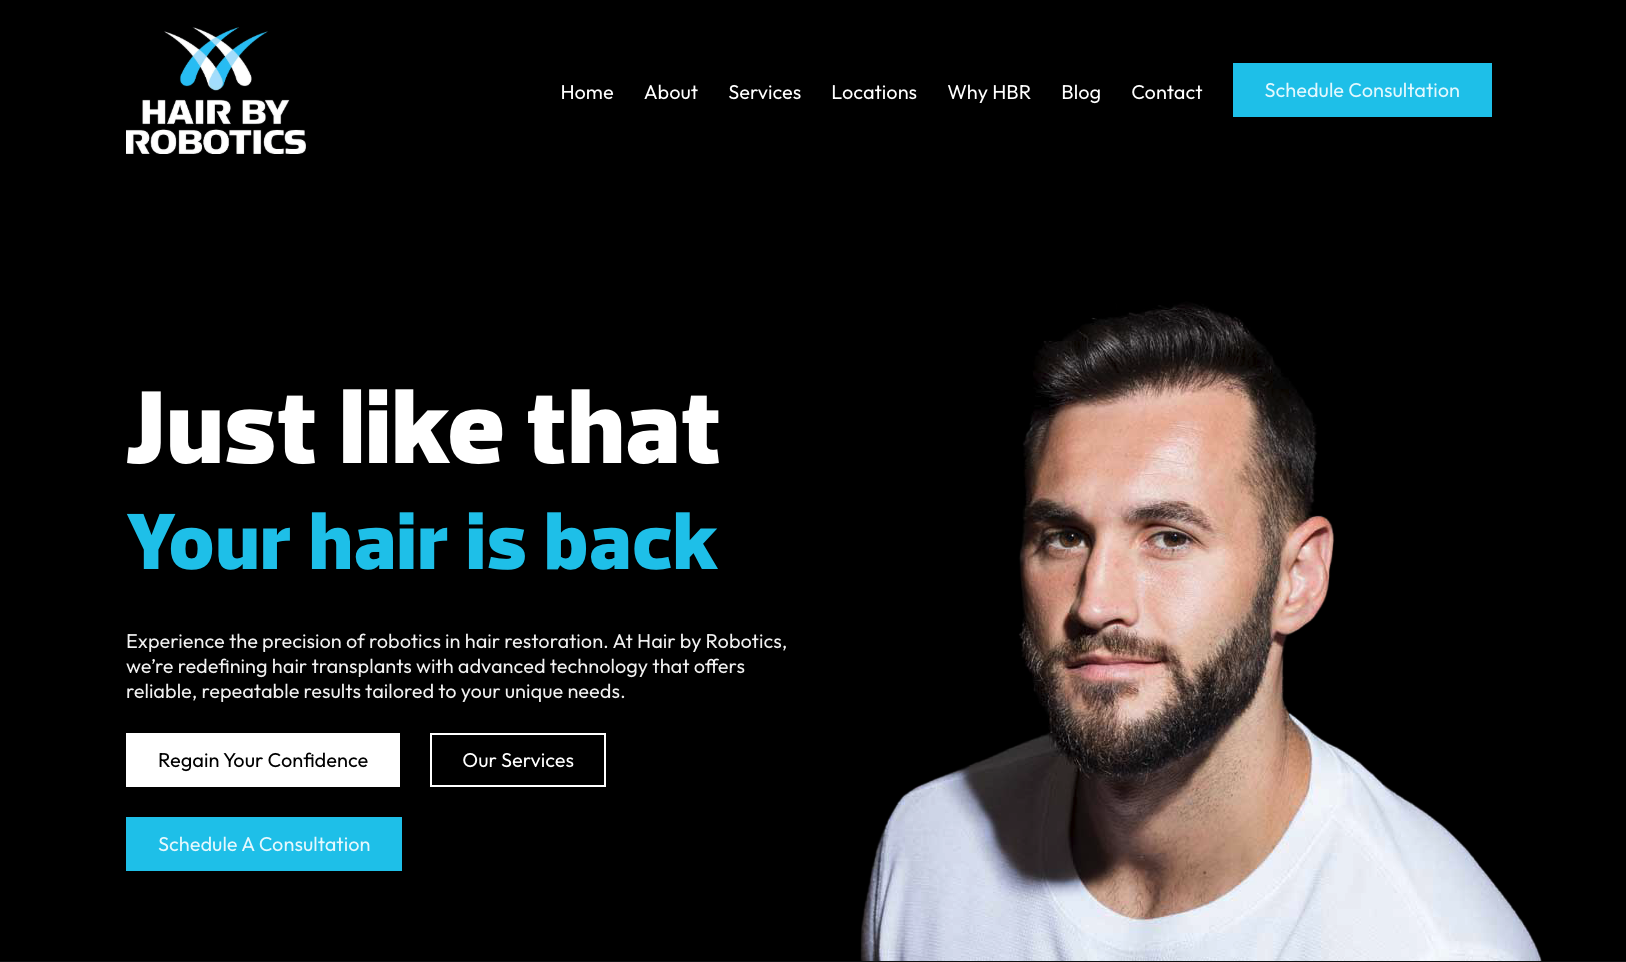 HAIR BY
ROBOTICS
Home
About
Services
Locations
Why HBR
Blog
Contact
Schedule Consultation
Just like that
Your hair is back
Experience the precision of robotics in hair restoration. At Hair by Robotics,
we’re redefining hair transplants with advanced technology that offers
reliable, repeatable results tailored to your unique needs.
Regain Your Confidence
Our Services
Schedule A Consultation